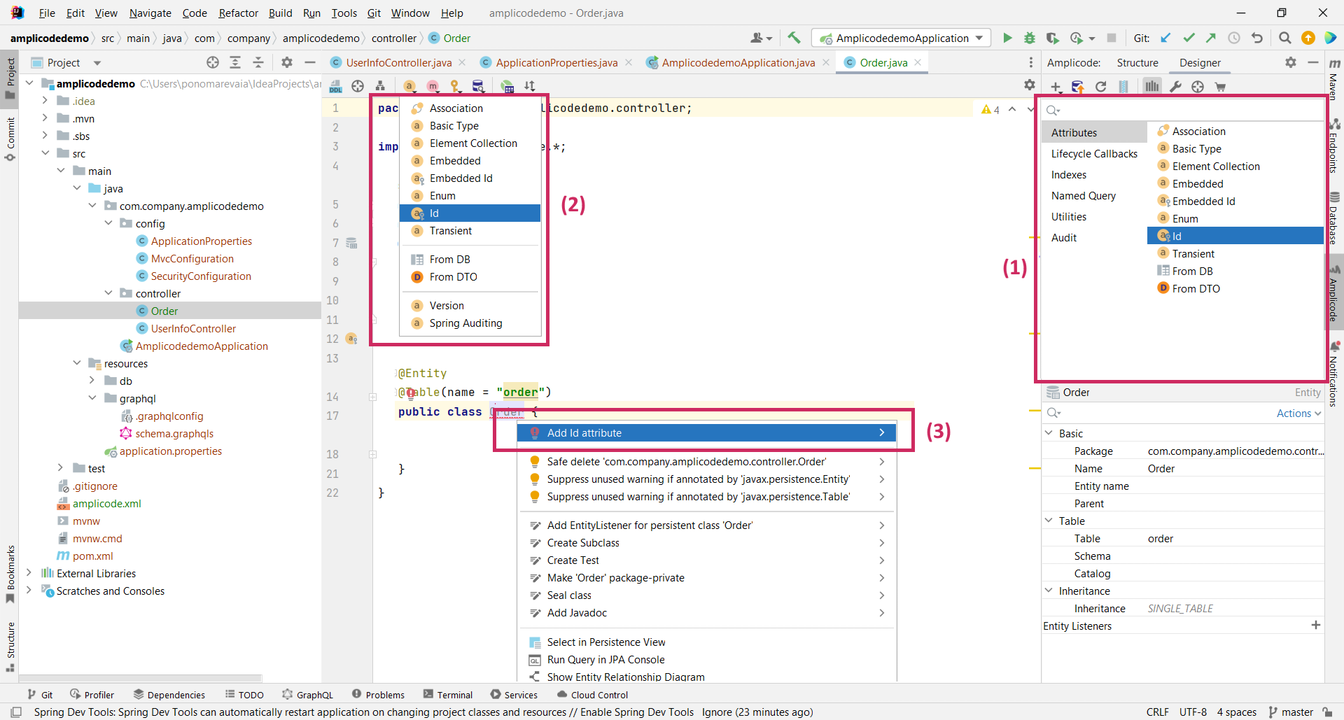 File Edit View Navigate Code Refactor Build Run Tools Git Window Help amplicodedemo - Order.java
amplicodedemo src main java com company amplicodedemo controller Order
AmplicodedemoApplication
Git:
Project
UserInfoController.java
ApplicationProperties.java
AmplicodedemoApplication.java
Order.java
Amplicode: Structure Designer
Project
Commit
Bookmarks
Structure
amplicodedemo C:\Users\ponomarevaia\IdeaProjects\ar
.idea
.mvn
.sbs
src
main
java
com.company.amplicodedemo
config
ApplicationProperties
MvcConfiguration
SecurityConfiguration
controller
Order
UserInfoController
AmplicodedemoApplication
resources
db
graphql
.graphqlconfig
schema.graphqls
application.properties
test
.gitignore
amplicode.xml
mvnw
mvnw.cmd
pom.xml
External Libraries
Scratches and Consoles
1
2
3
4
5
6
7
8
9
10
11
12
13
14
17
18
21
22
pac
plicodedemo.controller;
4
imp
e.*;
Association
Basic Type
Element Collection
Embedded
Embedded Id
Enum
Id
Transient
From DB
From DTO
Version
Spring Auditing
(2)
@Entity
@Table(name = "order")
public class Order {
}
}
Add Id attribute
(3)
Safe delete 'com.company.amplicodedemo.controller.Order'
Suppress unused warning if annotated by 'javax.persistence.Entity'
Suppress unused warning if annotated by 'javax.persistence.Table'
Add EntityListener for persistent class 'Order'
Create Subclass
Create Test
Make 'Order' package-private
Seal class
Add Javadoc
Select in Persistence View
Run Query in JPA Console
Show Entity Relationship Diagram
(1)
Attributes
Lifecycle Callbacks
Indexes
Named Query
Utilities
Audit
Association
Basic Type
Element Collection
Embedded
Embedded Id
Enum
Id
Transient
From DB
From DTO
Order Entity
Actions
Basic
Package com.company.amplicodedemo.contr...
Name Order
Entity name
Parent
Table
Table order
Schema
Catalog
Inheritance
Inheritance SINGLE_TABLE
Entity Listeners
Maven
Endpoints
Database
Amplicode
Notifications
Git Profiler Dependencies TODO GraphQL Problems Terminal Services Cloud Control
Spring Dev Tools: Spring Dev Tools can automatically restart application on changing project classes and resources // Enable Spring Dev Tools Ignore (23 minutes ago)
CRLF UTF-8 4 spaces master